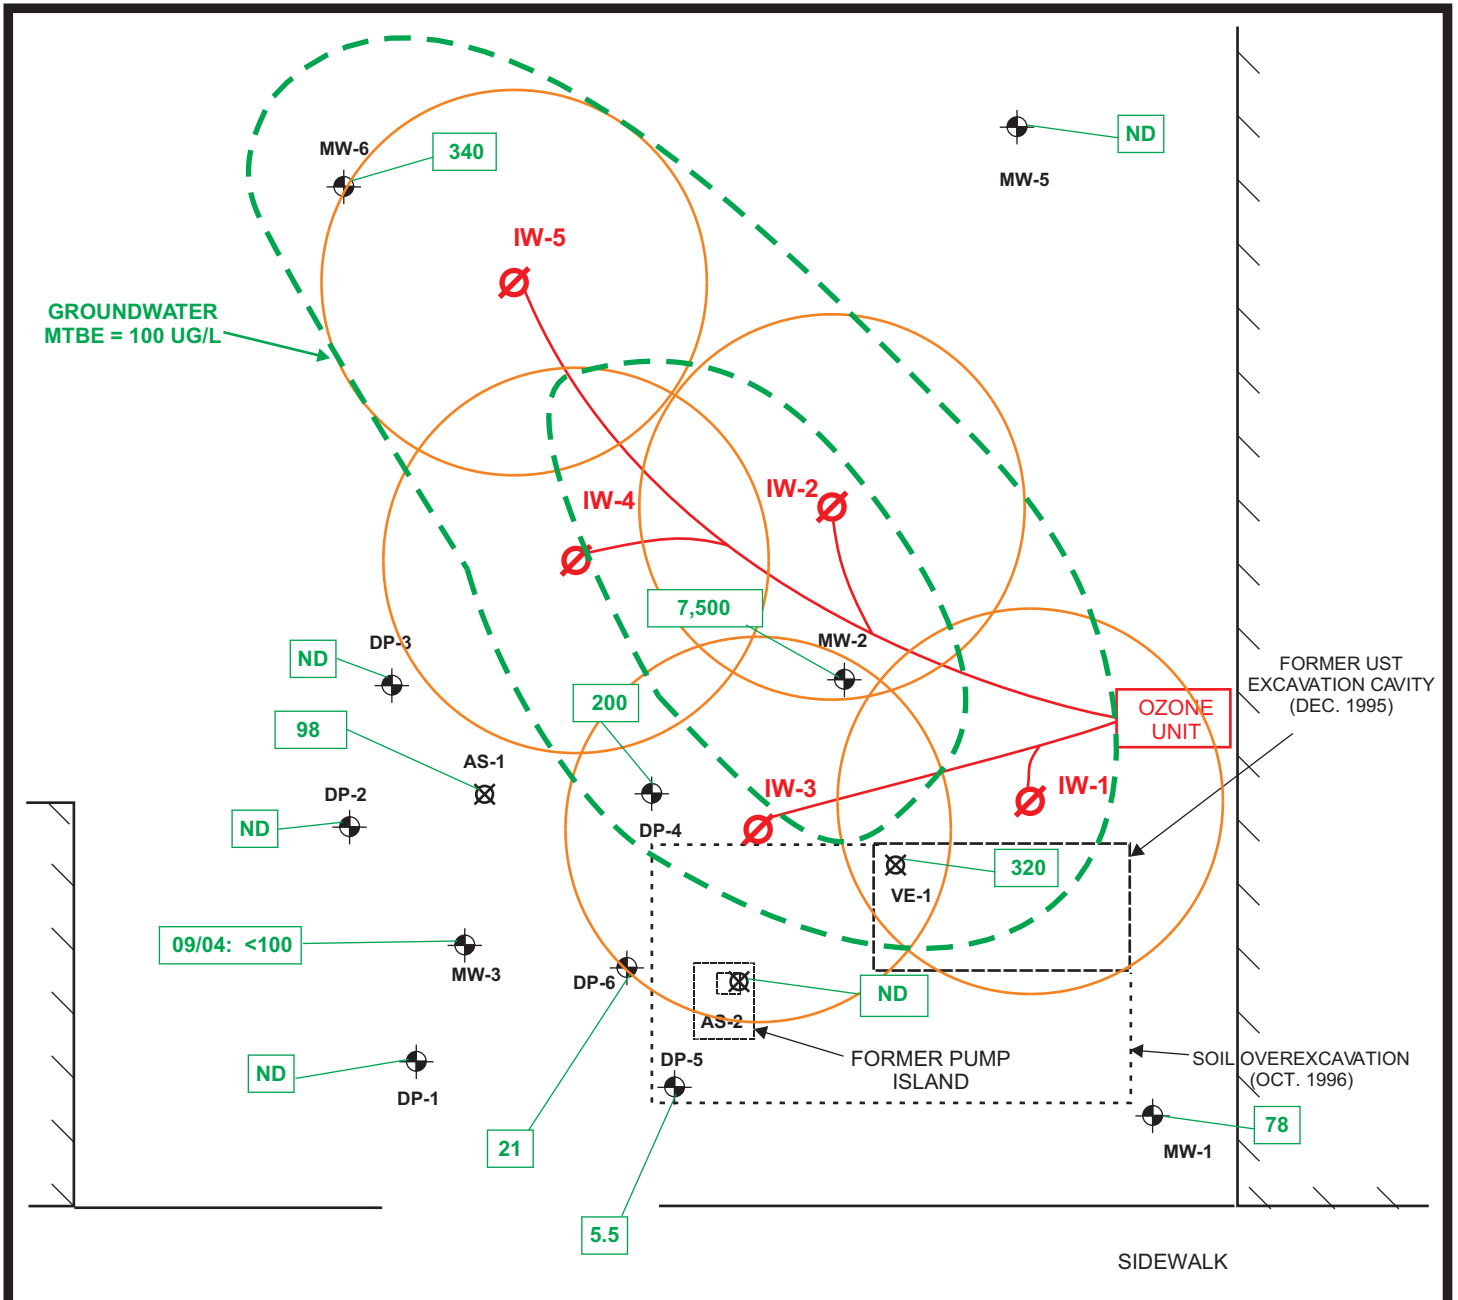 ND
MW-6
340
MW-5
IW-5
GROUNDWATER
MTBE = 100 UG/L
IW-4
IW-2
7,500
DP-3
MW-2
ND
FORMER UST
EXCAVATION CAVITY
(DEC. 1995)
200
OZONE
UNIT
98
AS-1
IW-3
IW-1
DP-2
ND
DP-4
320
VE-1
09/04: <100
MW-3
DP-6
ND
AS-2
DP-5
FORMER PUMP
ISLAND
SOIL OVEREXCAVATION
(OCT. 1996)
ND
DP-1
78
21
MW-1
5.5
SIDEWALK